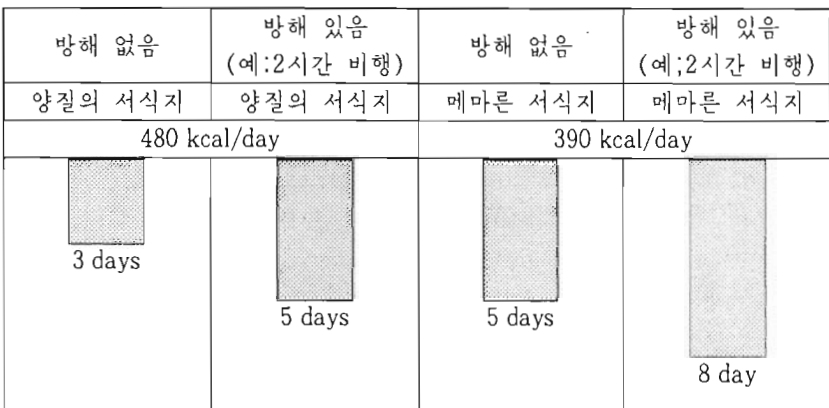 방해 없음
방해 있음
(예:2시간 비행)
방해 없음
방해 있음
(예;2시간 비행)
양질의 서식지
양질의 서식지
메마른 서식지
메마른 서식지
480 kcal/day
390 kcal/day
3 days
5 days
5 days
8 day